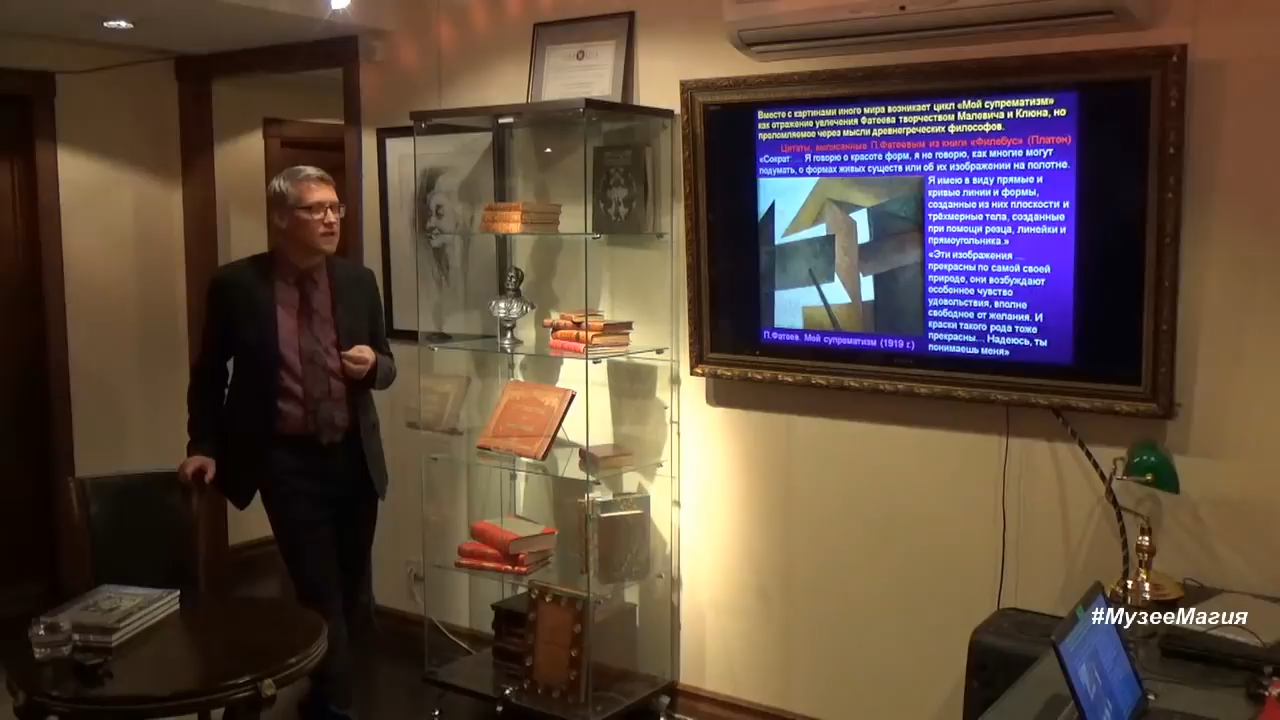 Вместе с картинами иного мира возникает цикл «Мой супрематизм»
как отражение увлечения Фатеева творчеством Малевича и Клюна, но
преломляемое через мысли древнегреческих философов.
Цитаты, выписанные П.Фатеевым из книги «Филебус» (Платон)
«Сократ: ... Я говорю о красоте форм, я не говорю, как многие могут
подумать, о формах живых существ или об их изображении на полотне.
Я имею в виду прямые и
кривые линии и формы,
созданные из них плоскости и
трёхмерные тела, созданные
при помощи резца, линейки и
прямоугольника.»
«Эти изображения ...
прекрасны по самой своей
природе, они возбуждают
особенное чувство
удовольствия, вполне
свободное от желания. И
краски такого рода тоже
прекрасны... Надеюсь, ты
понимаешь меня»
П.Фатеев. Мой супрематизм (1919 г.)
#МузееМагия